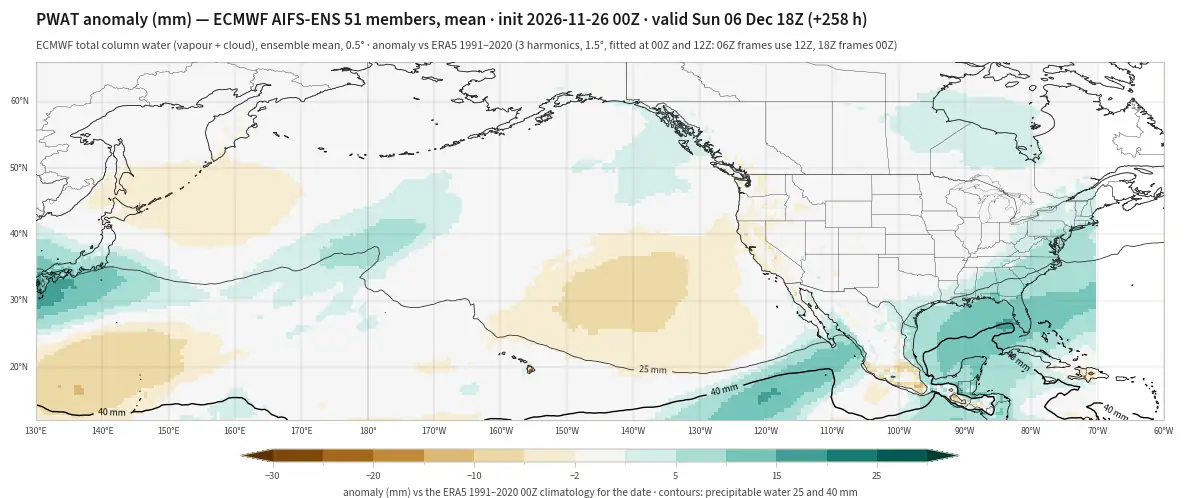 PWAT anomaly (mm) — ECMWF AIFS-ENS 51 members, mean · init 2026-11-26 00Z · valid Sun 06 Dec 18Z (+258 h)
ECMWF total column water (vapour + cloud), ensemble mean, 0.5° · anomaly vs ERA5 1991–2020 (3 harmonics, 1.5°, fitted at 00Z and 12Z: 06Z frames use 12Z, 18Z frames 00Z)
60°N
50°N
40°N
30°N
20°N
25 mm
40 mm
40 mm
40 mm
40 mm
130°E 140°E 150°E 160°E 170°E 180° 170°W 160°W 150°W 140°W 130°W 120°W 110°W 100°W 90°W 80°W 70°W 60°W
−30 −20 −10 −2 5 15 25
anomaly (mm) vs the ERA5 1991–2020 00Z climatology for the date · contours: precipitable water 25 and 40 mm